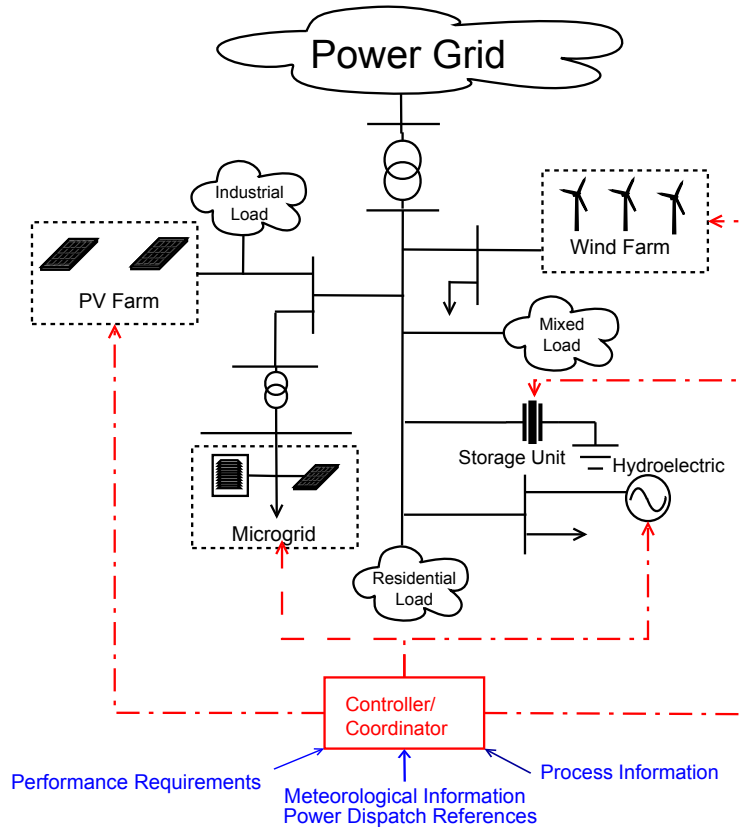 Power Grid
Industrial
Load
Wind Farm
PV Farm
Mixed
Load
Storage Unit
Hydroelectric
Microgrid
Residential
Load
Controller/
Coordinator
Performance Requirements
Process Information
Meteorological Information
Power Dispatch References